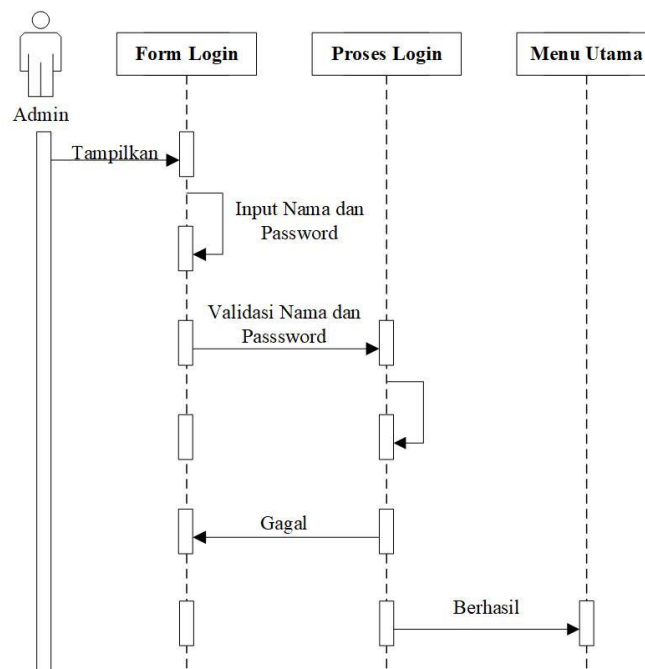 Form Login
Proses Login
Menu Utama
Admin
Tampilkan
Input Nama dan
Password
Validasi Nama dan
Passsword
Gagal
Berhasil